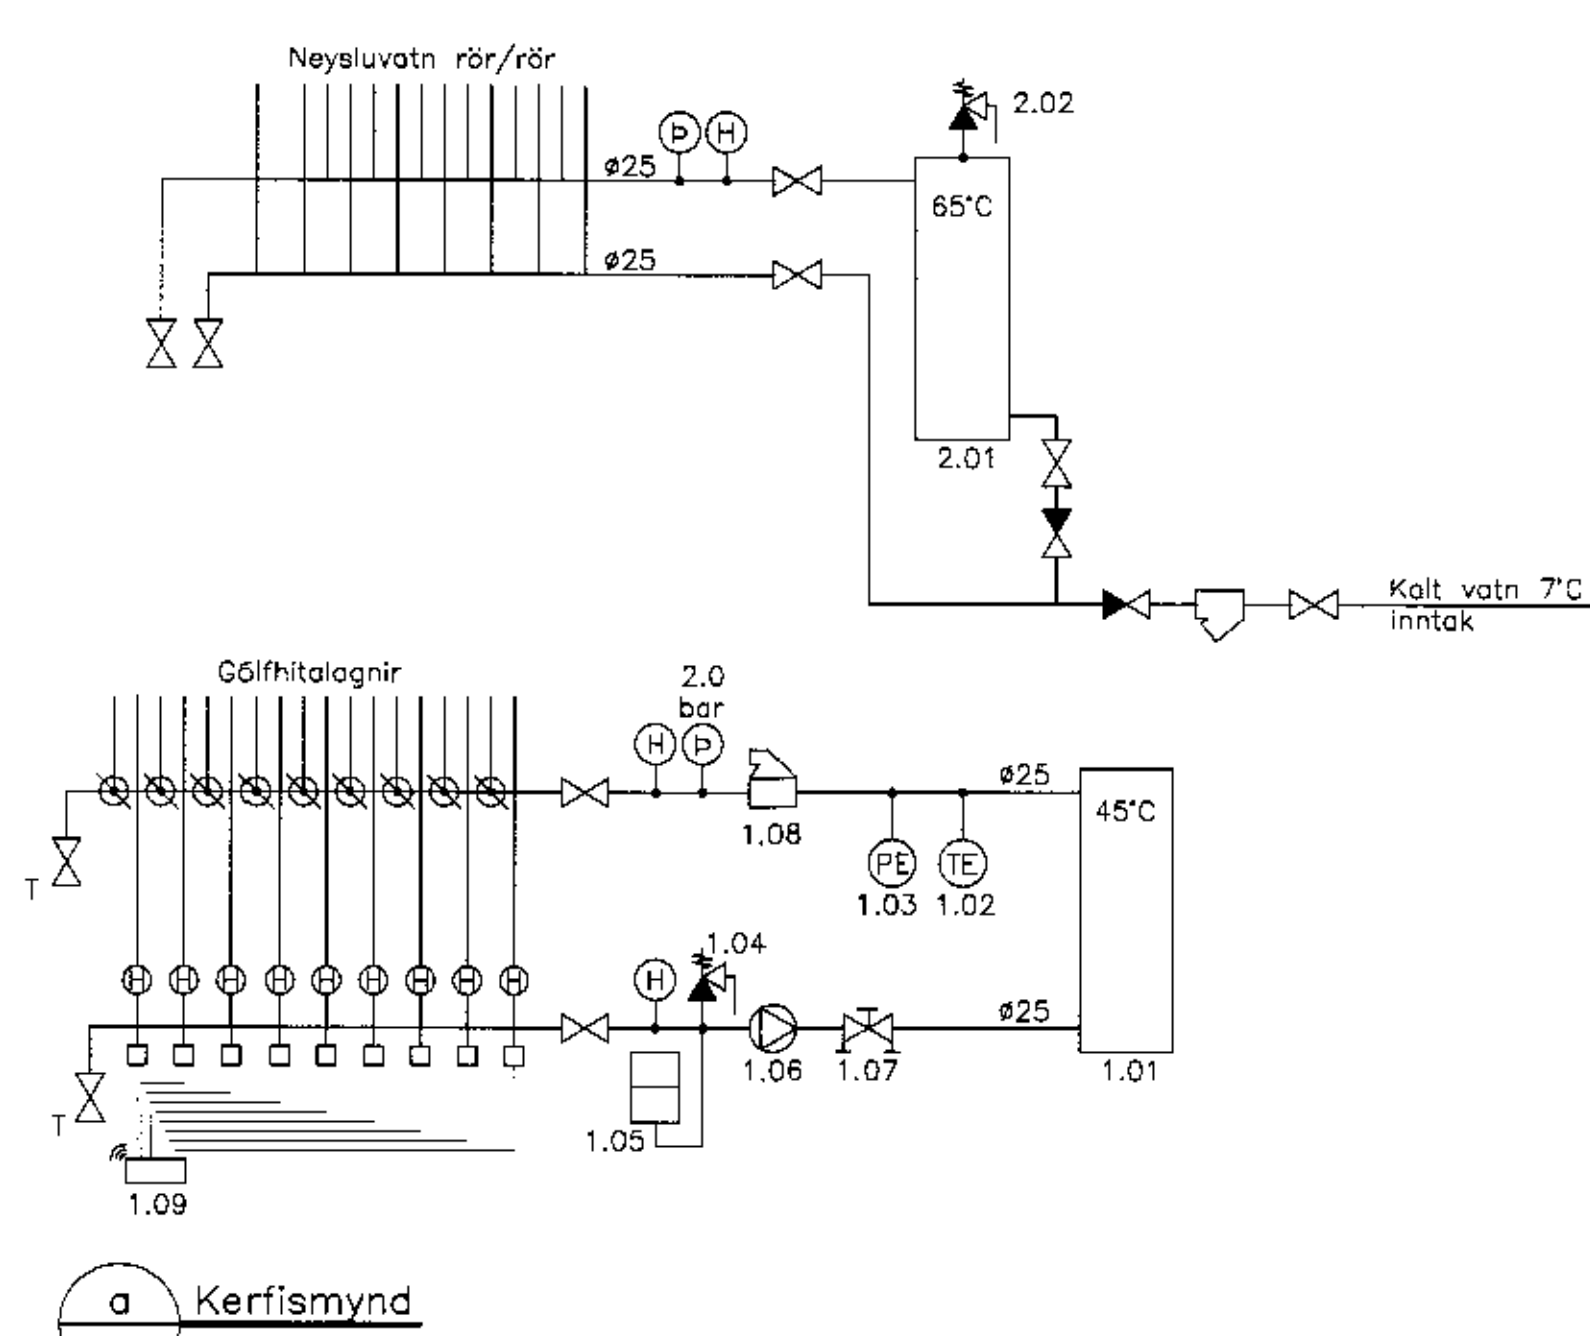 Neysluvatn rör/rör
Þ H
2.02
ø25
65°C
ø25
2.01
Kalt vatn 7°C
inntak
Gólfhitalagnir
2.0
bar
H Þ
ø25
1.08
45°C
PE TE
T
1.03 1.02
1.04
H H H H H H H H H
H
ø25
1.06 1.07 1.01
T
1.05
1.09
a Kerfismynd